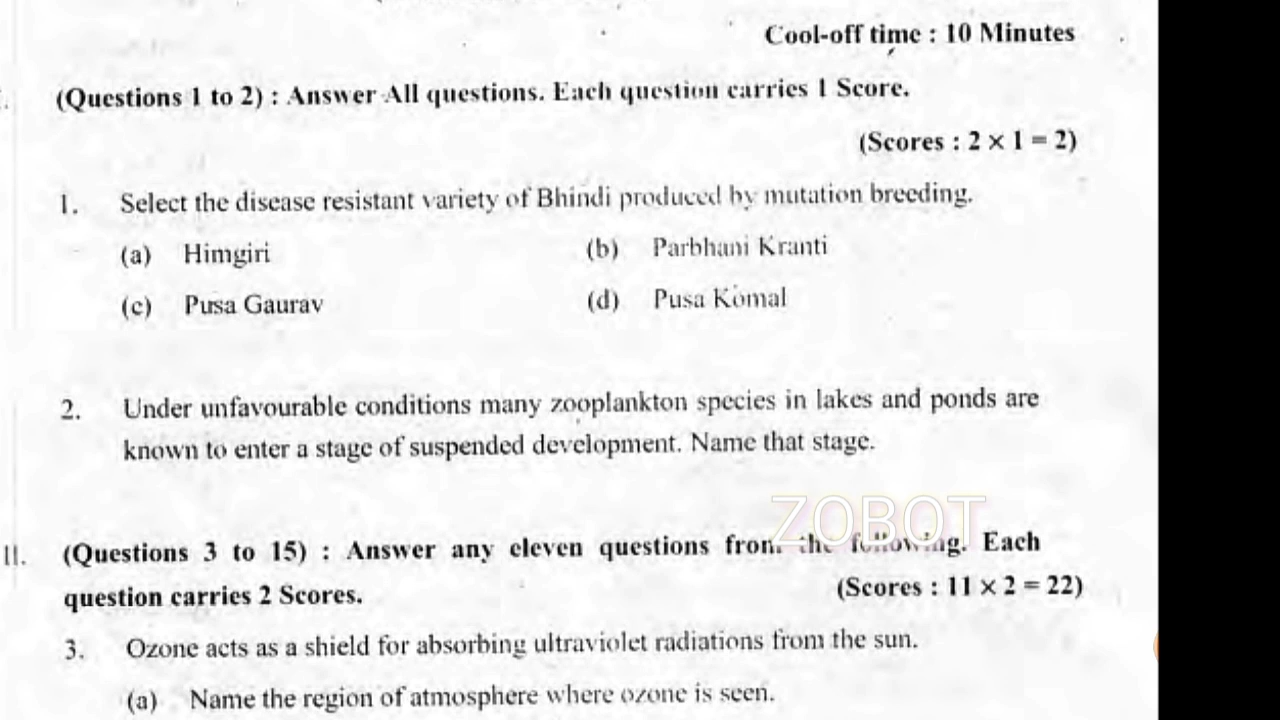 Cool-off time : 10 Minutes
(Questions 1 to 2) : Answer All questions. Each question carries 1 Score.
(Scores : 2 × 1 = 2)
1. Select the disease resistant variety of Bhindi produced by mutation breeding.
(a) Himgiri (b) Parbhani Kranti
(c) Pusa Gaurav (d) Pusa Komal
2. Under unfavourable conditions many zooplankton species in lakes and ponds are
known to enter a stage of suspended development. Name that stage.
ZOBOT
II. (Questions 3 to 15) : Answer any eleven questions from the following. Each
question carries 2 Scores. (Scores : 11 × 2 = 22)
3. Ozone acts as a shield for absorbing ultraviolet radiations from the sun.
(a) Name the region of atmosphere where ozone is seen.